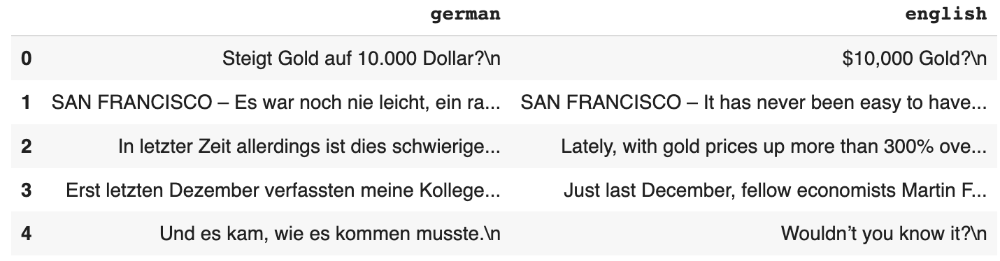 german english
0 Steigt Gold auf 10.000 Dollar?\n $10,000 Gold?\n
1 SAN FRANCISCO – Es war noch nie leicht, ein ra... SAN FRANCISCO – It has never been easy to have...
2 In letzter Zeit allerdings ist dies schwierige... Lately, with gold prices up more than 300% ove...
3 Erst letzten Dezember verfassten meine Kollege... Just last December, fellow economists Martin F...
4 Und es kam, wie es kommen musste.\n Wouldn’t you know it?\n